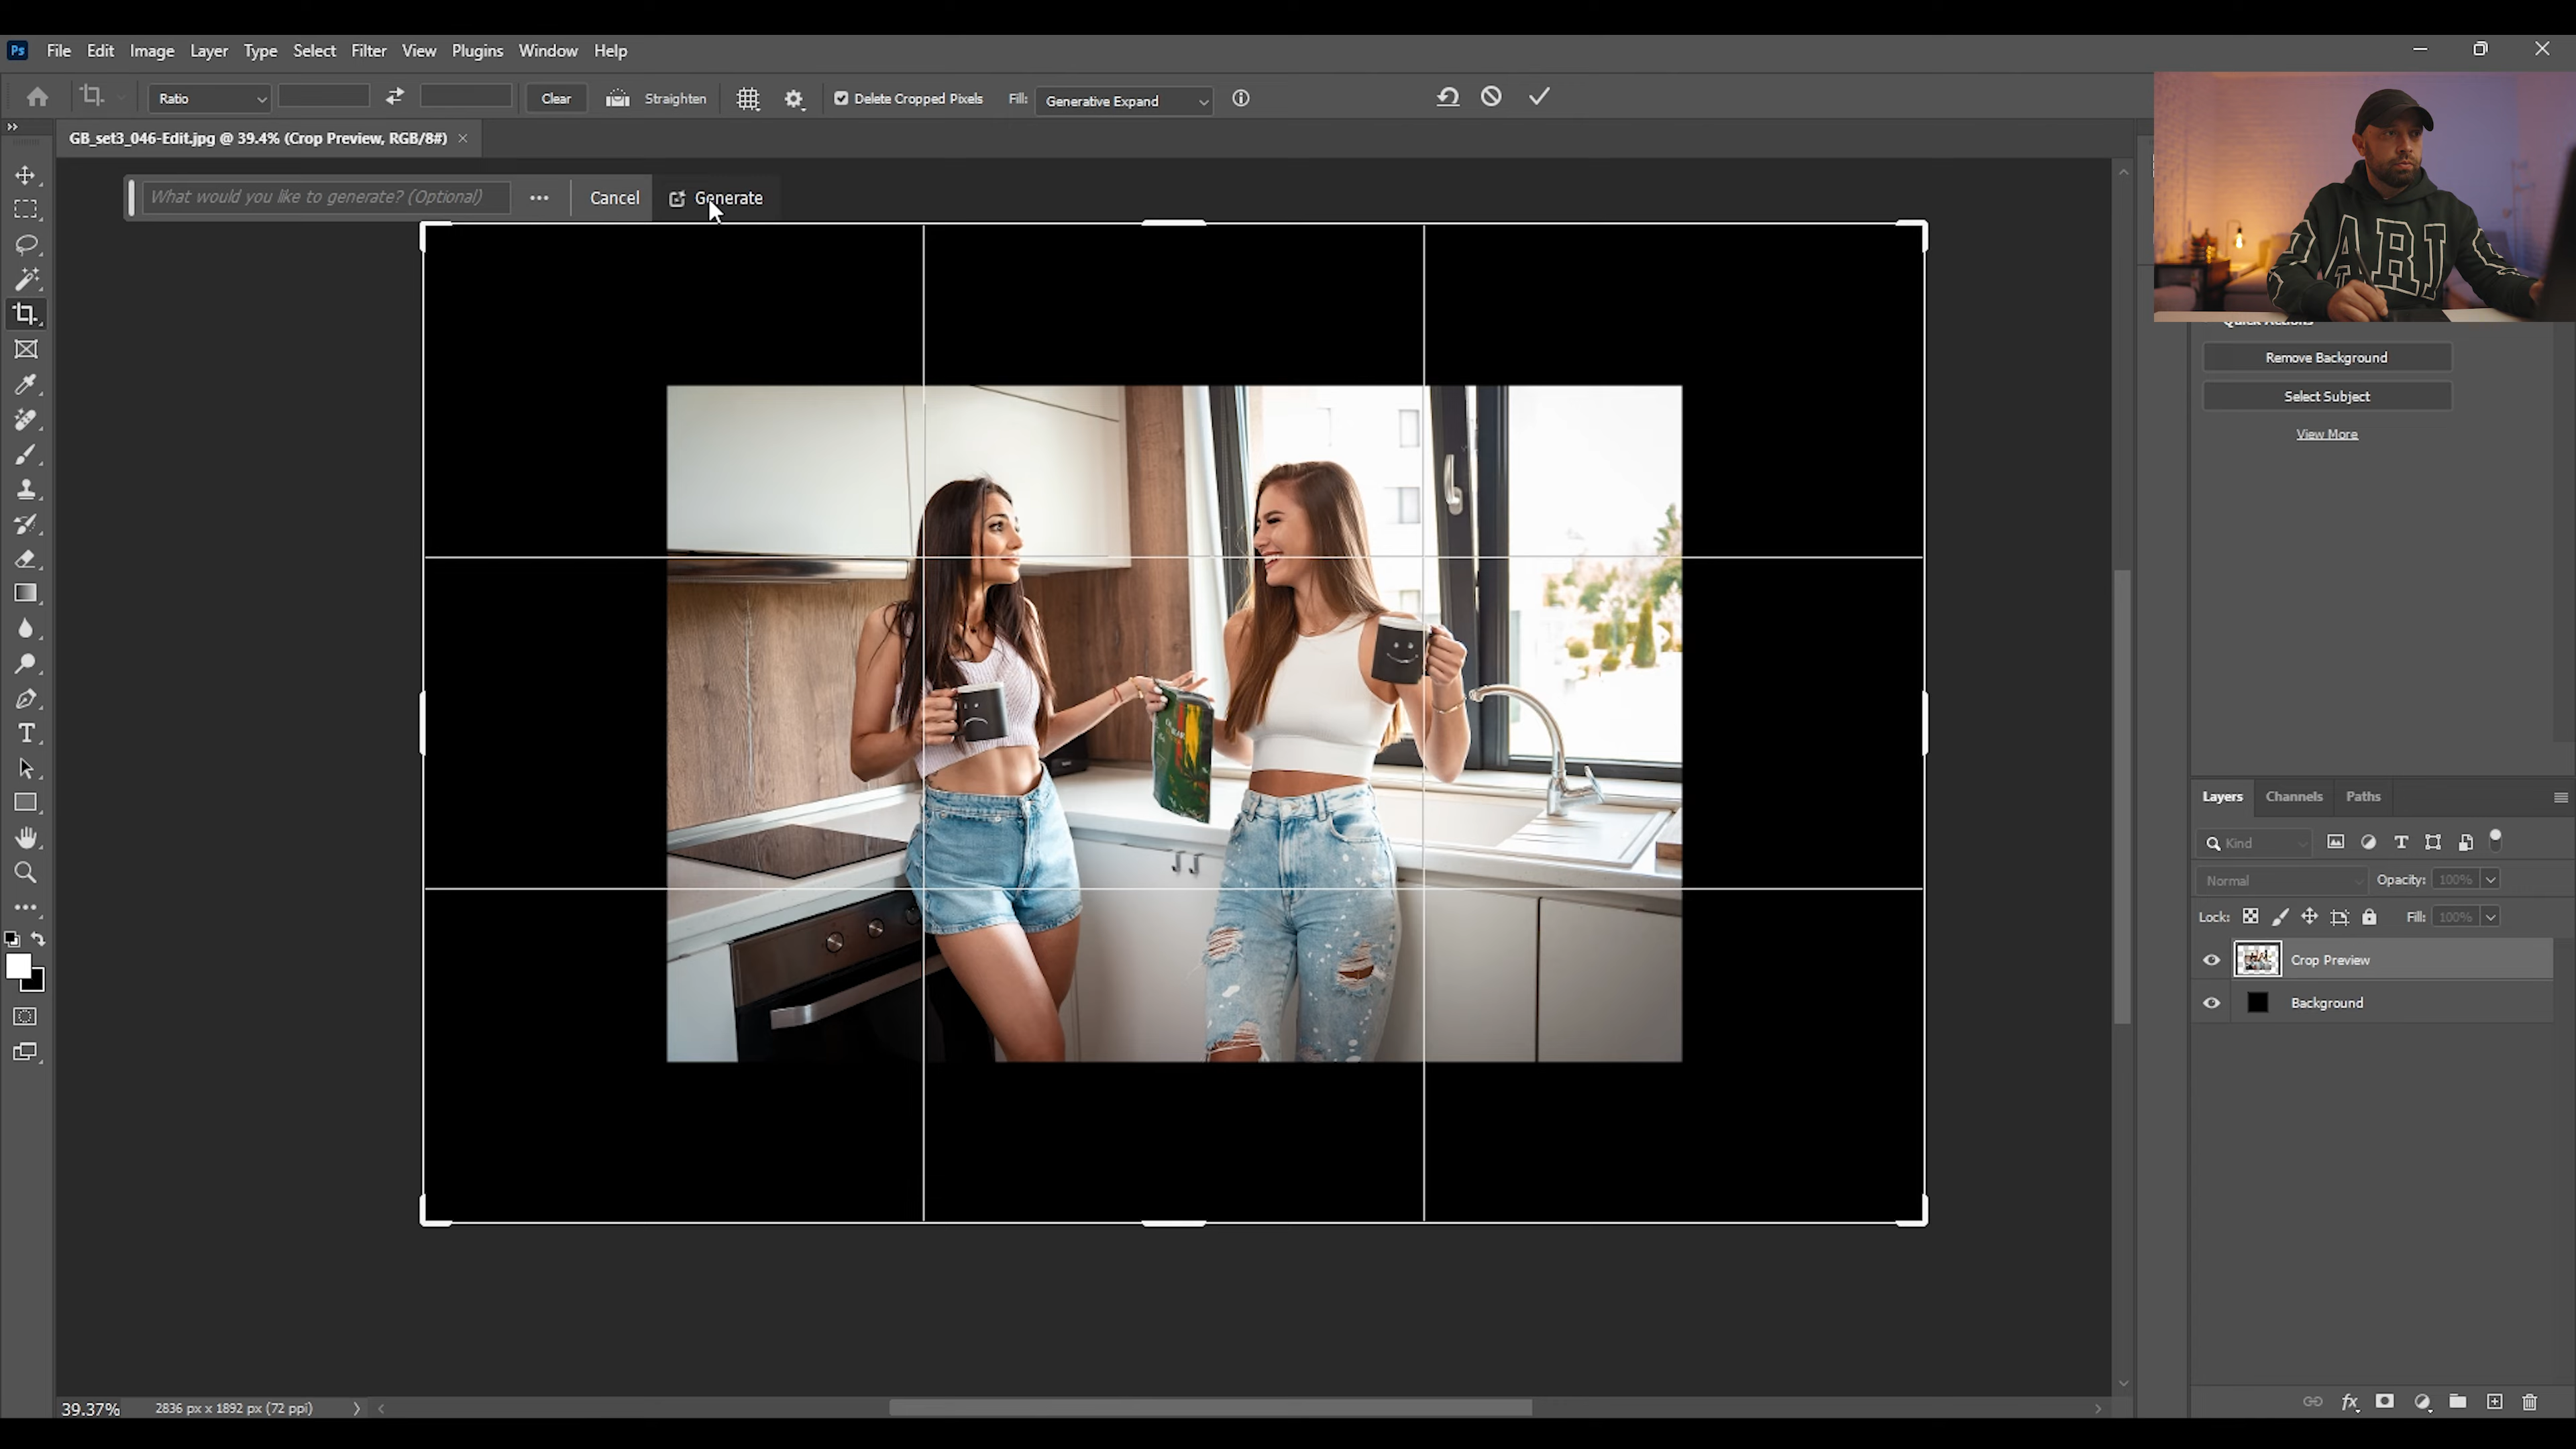 Ps File Edit Image Layer Type Select Filter View Plugins Window Help
Ratio Clear Straighten Delete Cropped Pixels Fill: Generative Expand
GB_set3_046-Edit.jpg @ 39.4% (Crop Preview, RGB/8#)
What would you like to generate? (Optional) Cancel Generate
Quick Actions
Remove Background
Select Subject
View More
Layers Channels Paths
Kind
Normal Opacity: 100%
Lock: Fill: 100%
Crop Preview
Background
39.37% 2836 px x 1892 px (72 ppi)